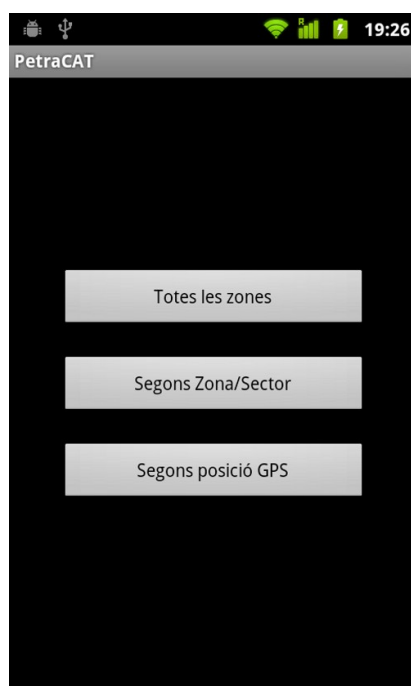 R
19:26
PetraCAT
Totes les zones
Segons Zona/Sector
Segons posició GPS